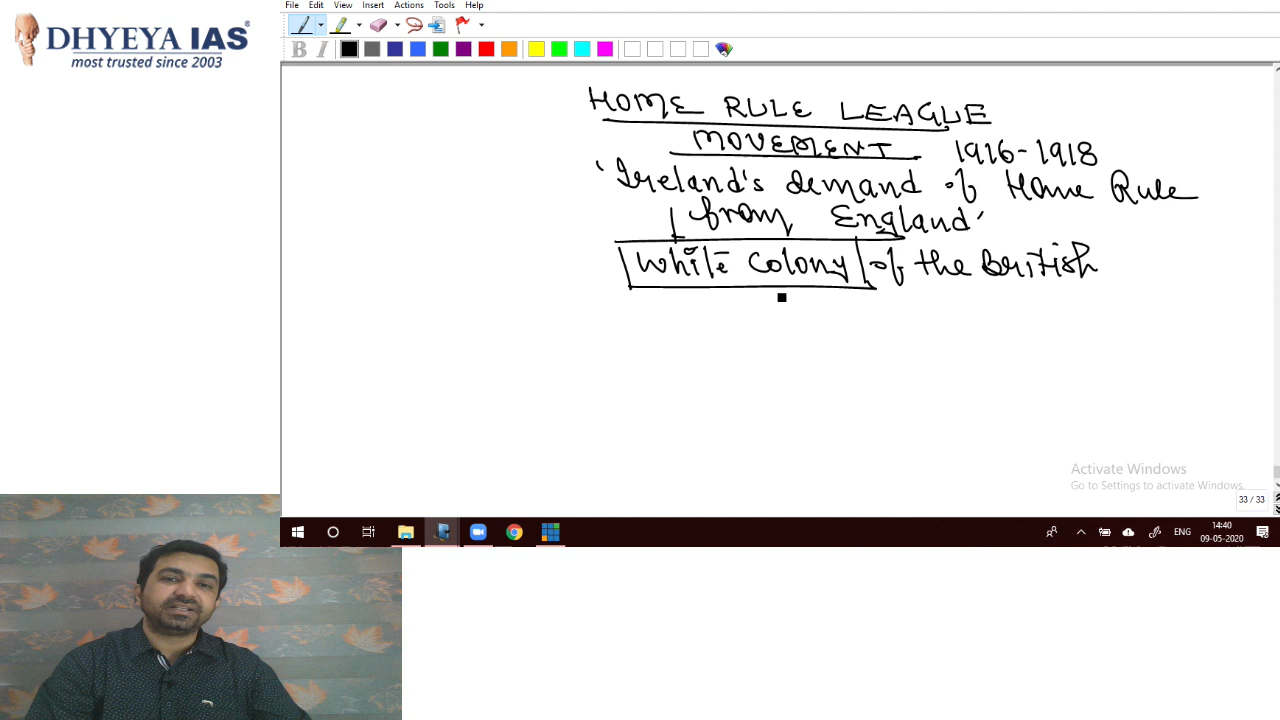 DHYEYA IAS®
most trusted since 2003
File Edit View Insert Actions Tools Help
B I
HOME RULE LEAGUE
MOVEMENT 1916-1918
'Ireland's demand of Home Rule
from England'
White Colony of the British
Activate Windows
Go to Settings to activate Windows.
33 / 33
ENG
14:40
09-05-2020